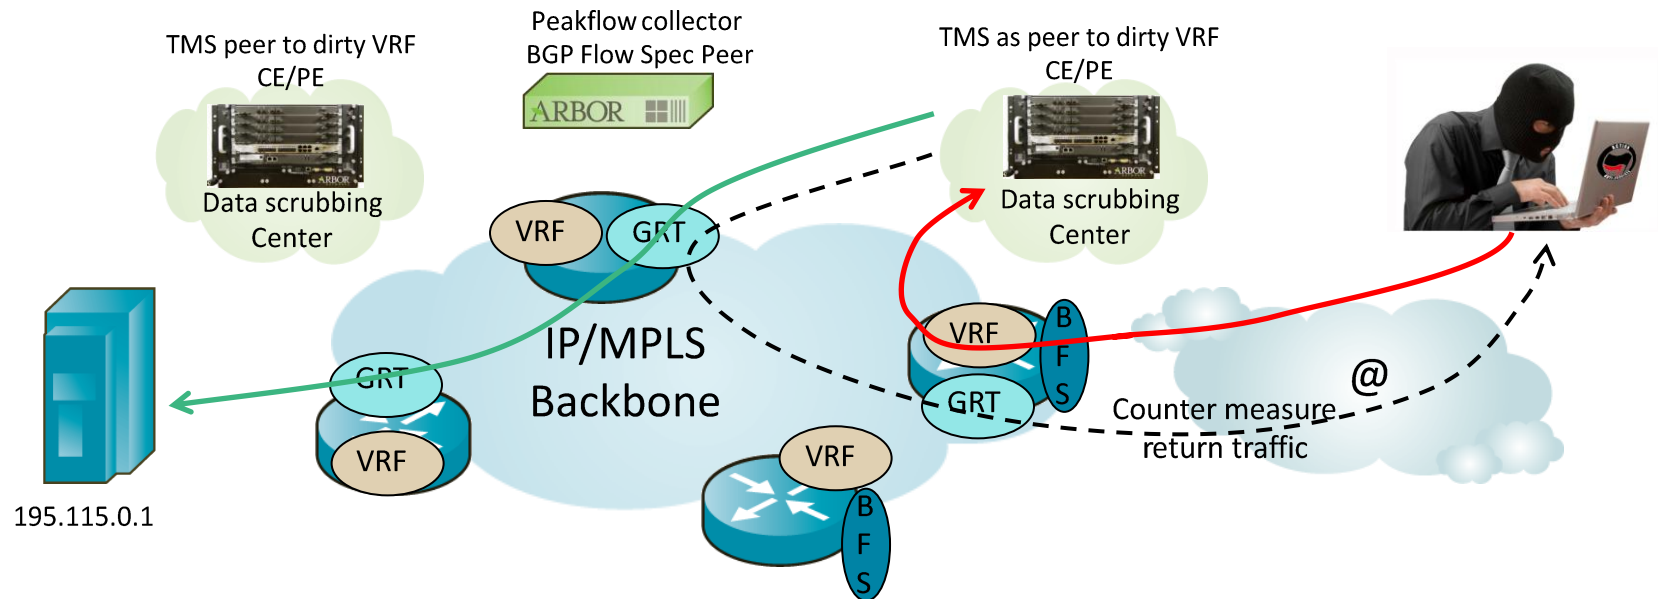 Peakflow collector
BGP Flow Spec Peer
ARBOR
TMS peer to dirty VRF
CE/PE
ARBOR
Data scrubbing
Center
TMS as peer to dirty VRF
CE/PE
ARBOR
Data scrubbing
Center
VRF
GRT
IP/MPLS
Backbone
GRT
VRF
VRF
GRT
B
F
S
VRF
B
F
S
@
Counter measure
return traffic
195.115.0.1